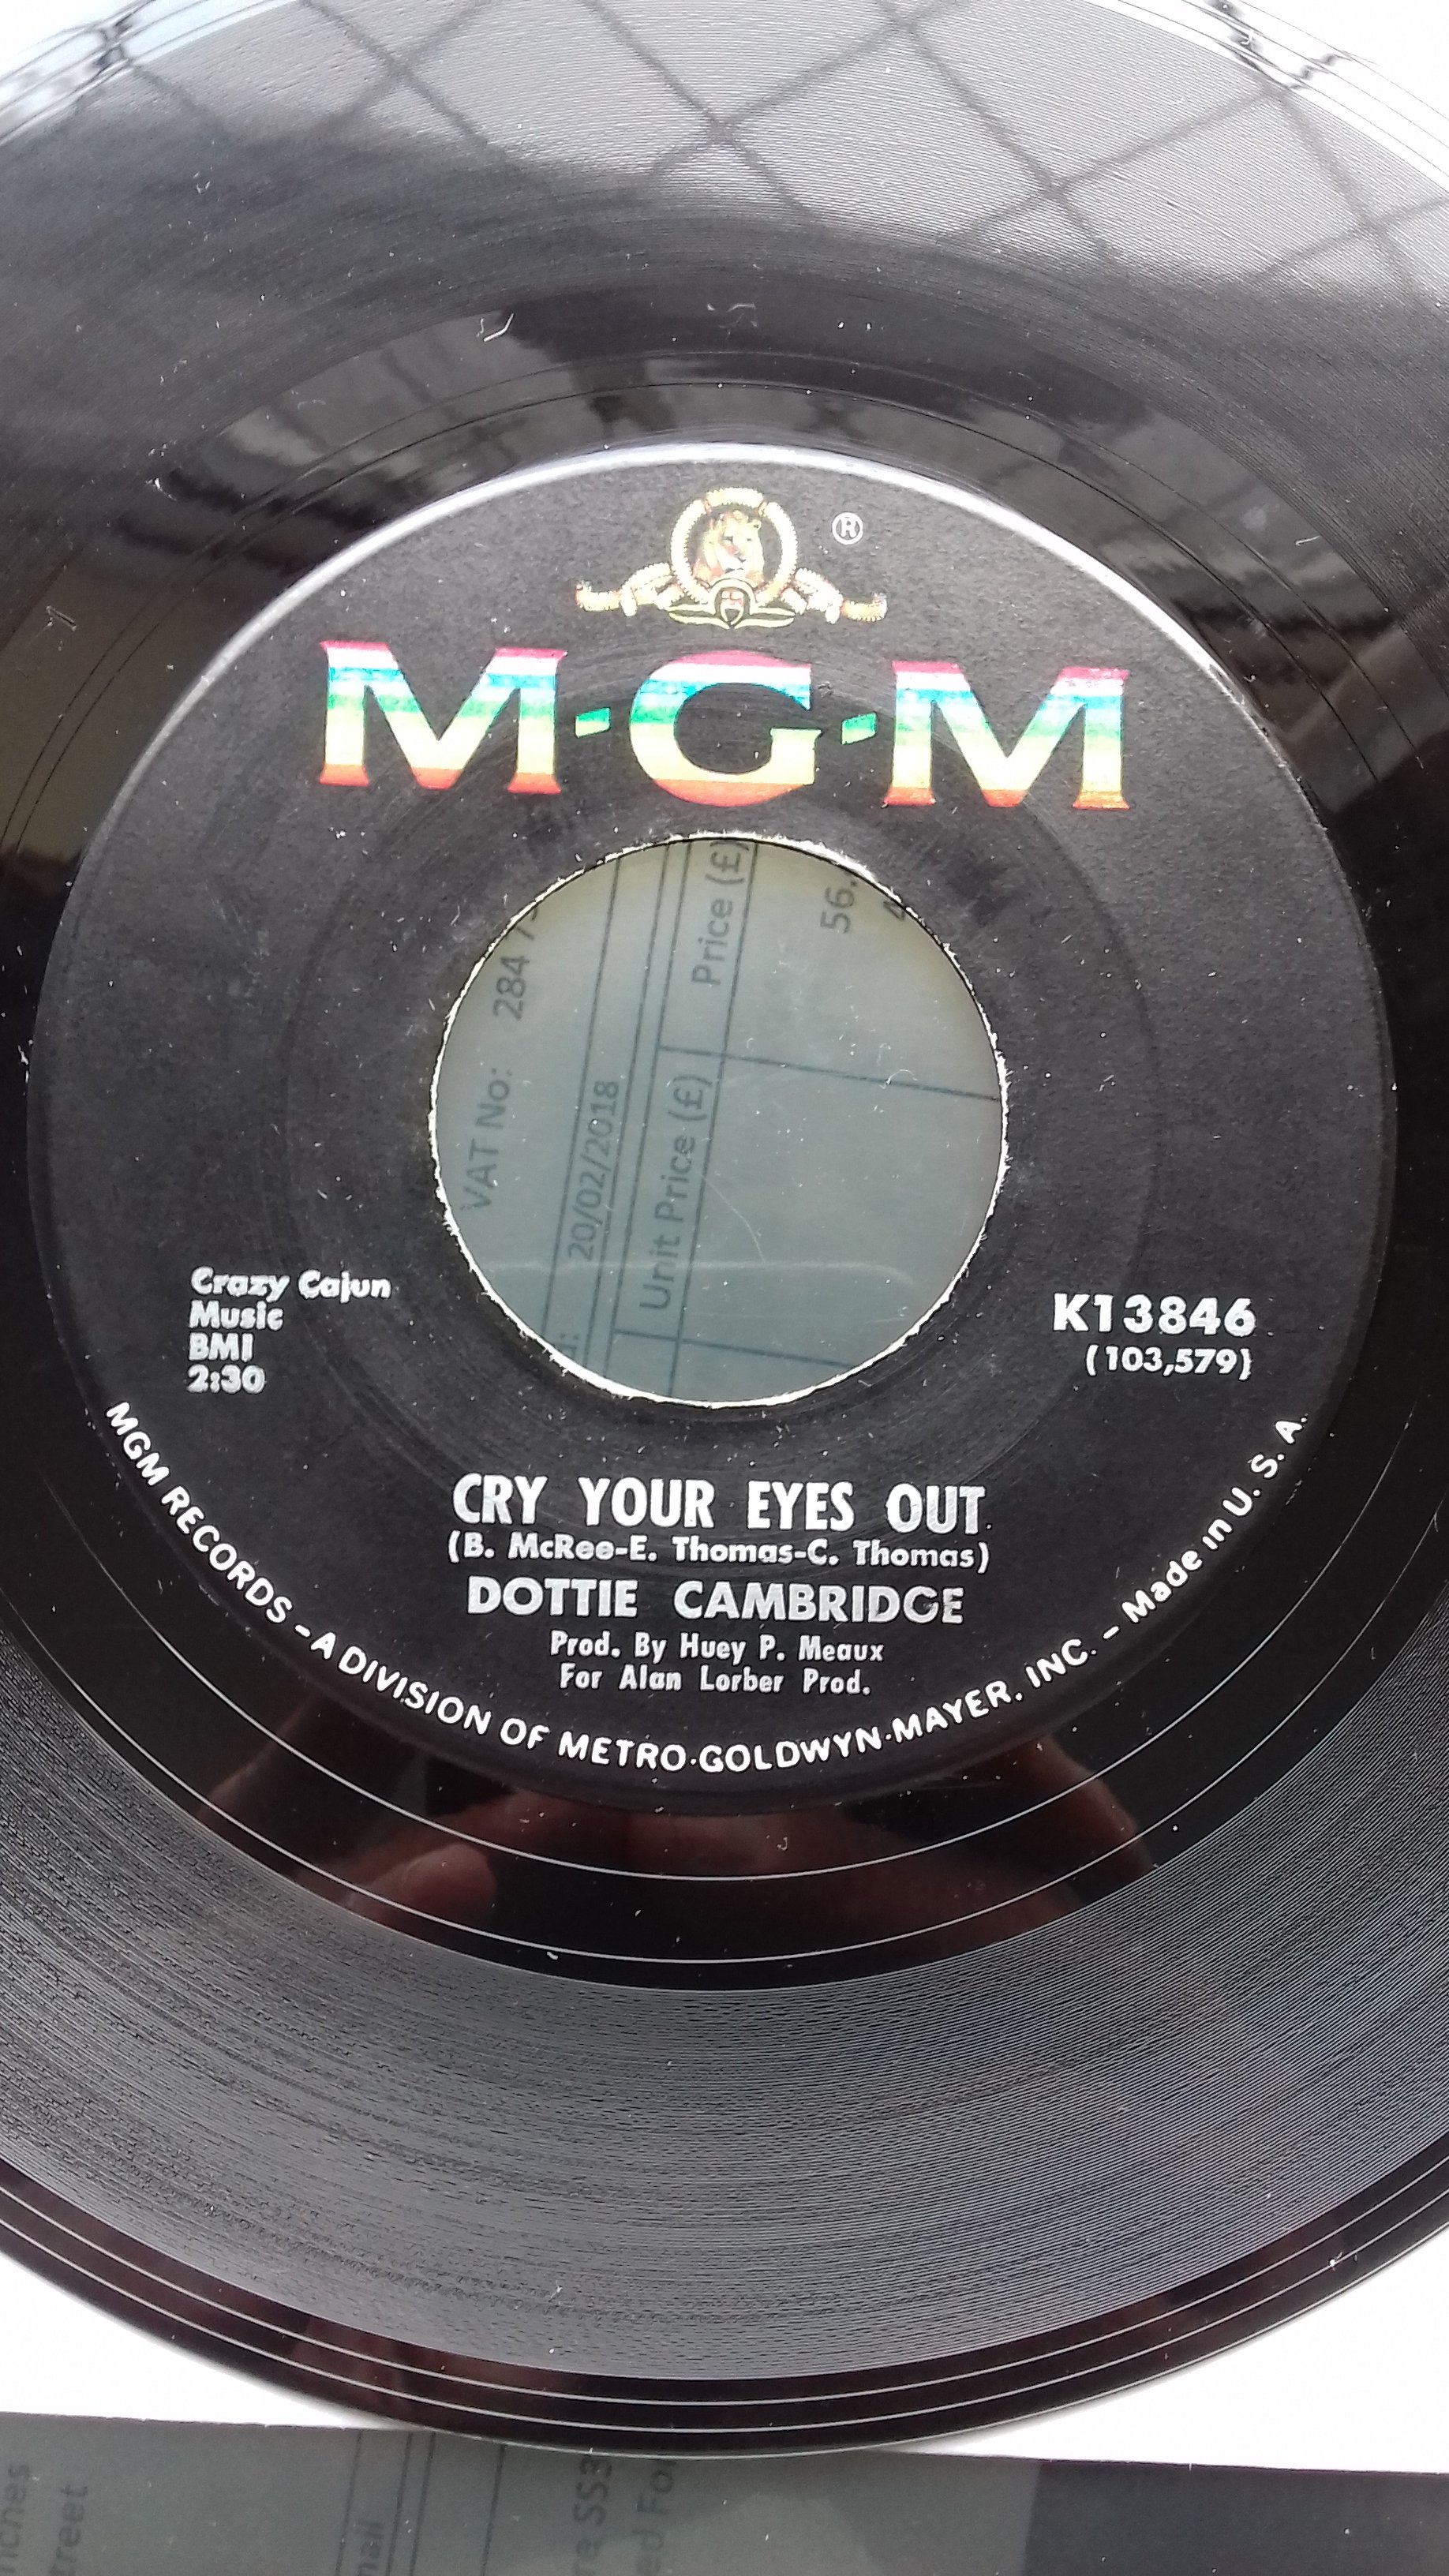 ®
M-G-M
Price (£)
56.
VAT No: 284
20/02/2018
Unit Price (£)
Crazy Cajun
Music
BMI
2:30
K13846
(103,579)
CRY YOUR EYES OUT
(B. McRee-E. Thomas-C. Thomas)
DOTTIE CAMBRIDGE
Prod. By Huey P. Meaux
For Alan Lorber Prod.
MGM RECORDS – A DIVISION OF METRO-GOLDWYN-MAYER, INC. – Made in U. S. A.